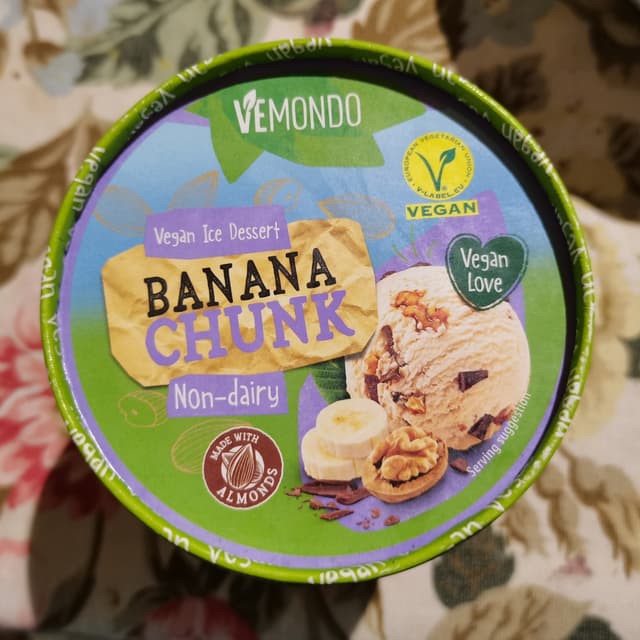 VEMONDO
EUROPEAN VEGETARIAN UNION
V-LABEL.EU
VEGAN
Vegan Ice Dessert
Vegan
Love
BANANA
CHUNK
Non-dairy
MADE WITH
ALMONDS
Serving suggestion